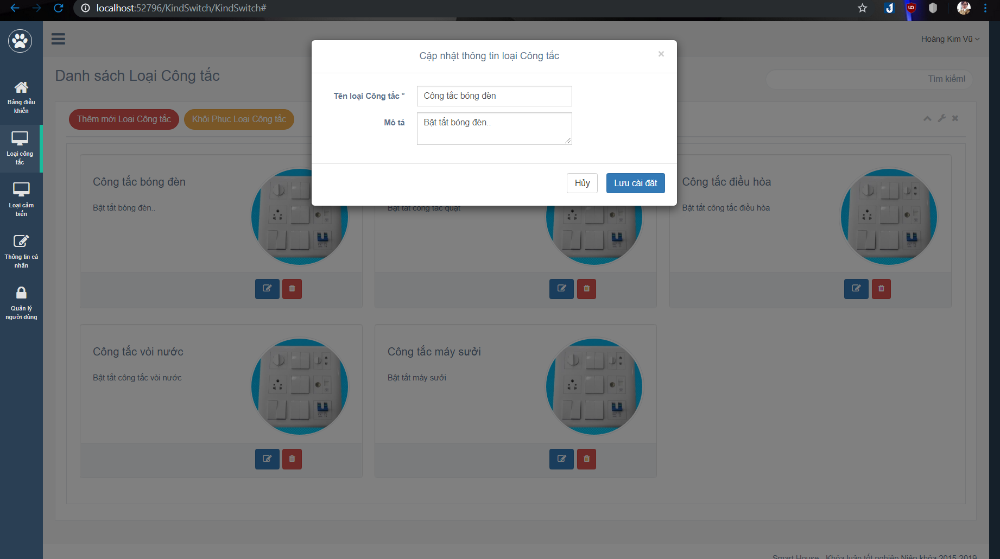 localhost:52796/KindSwitch/KindSwitch#
Hoàng Kim Vũ
Bảng điều
khiển
Loại công
tắc
Loại cảm
biến
Thông tin cá
nhân
Quản lý
người dùng
Danh sách Loại Công tắc
Tìm kiếm!
Thêm mới Loại Công tắc
Khôi Phục Loại Công tắc
Cập nhật thông tin loại Công tắc
×
Tên loại Công tắc *
Công tắc bóng đèn
Mô tả
Bật tắt bóng đèn..
Hủy
Lưu cài đặt
Công tắc bóng đèn
Bật tắt bóng đèn..
Bật tắt công tắc quạt
Công tắc điều hòa
Bật tắt công tắc điều hòa
Công tắc vòi nước
Bật tắt công tắc vòi nước
Công tắc máy sưởi
Bật tắt máy sưởi
Smart House - Khóa luận tốt nghiệp Niên khóa 2015-2019